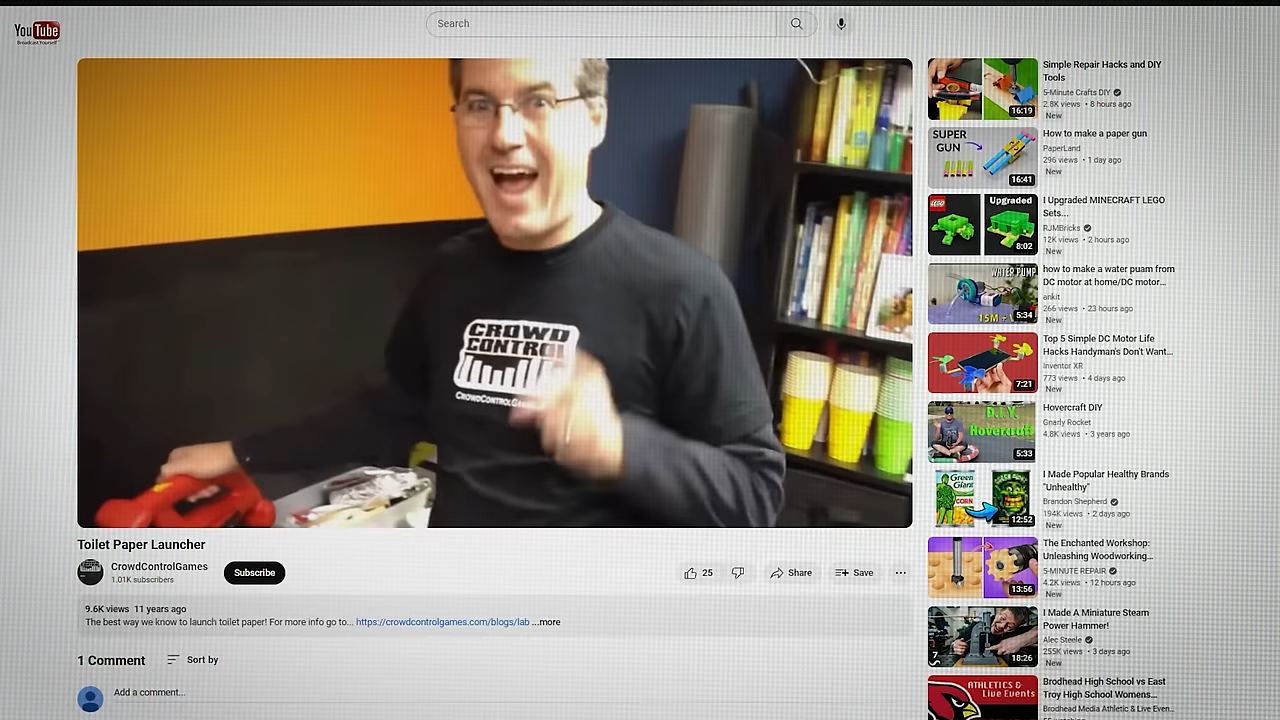 YouTube
Broadcast Yourself™
Search
CROWD
CONTROL
Toilet Paper Launcher
CrowdControlGames
1.01K subscribers
Subscribe
25
Share
Save
9.6K views 11 years ago
The best way we know to launch toilet paper! For more info go to... https://crowdcontrolgames.com/blogs/lab ...more
1 Comment
Sort by
Add a comment...
16:19
Simple Repair Hacks and DIY
Tools
5-Minute Crafts DIY
2.8K views • 8 hours ago
New
SUPER
GUN
16:41
How to make a paper gun
PaperLand
296 views • 1 day ago
New
LEGO
Upgraded
8:02
I Upgraded MINECRAFT LEGO
Sets...
RJMBricks
12K views • 2 hours ago
New
WATER PUMP
15M +
5:34
how to make a water puam from
DC motor at home/DC motor...
ankit
266 views • 23 hours ago
New
7:21
Top 5 Simple DC Motor Life
Hacks Handyman's Don't Want...
Inventor XR
773 views • 4 days ago
New
D.I.Y.
Hovercraft
5:33
Hovercraft DIY
Gnarly Rocket
4.8K views • 3 years ago
Green
Giant
CORN
12:52
I Made Popular Healthy Brands
"Unhealthy"
Brandon Shepherd
194K views • 2 days ago
New
13:56
The Enchanted Workshop:
Unleashing Woodworking...
5-MINUTE REPAIR
4.2K views • 12 hours ago
New
7
18:26
I Made A Miniature Steam
Power Hammer!
Alec Steele
255K views • 3 days ago
New
ATHLETICS &
Live Events
Brodhead High School vs East
Troy High School Womens...
Brodhead Media Athletic & Live Even...